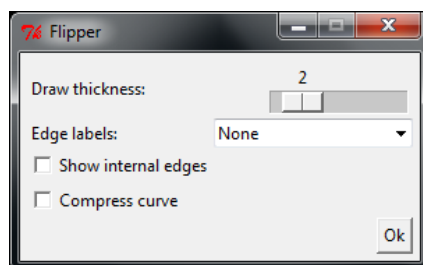 Flipper
2
Draw thickness:
Edge labels: None
Show internal edges
Compress curve
Ok